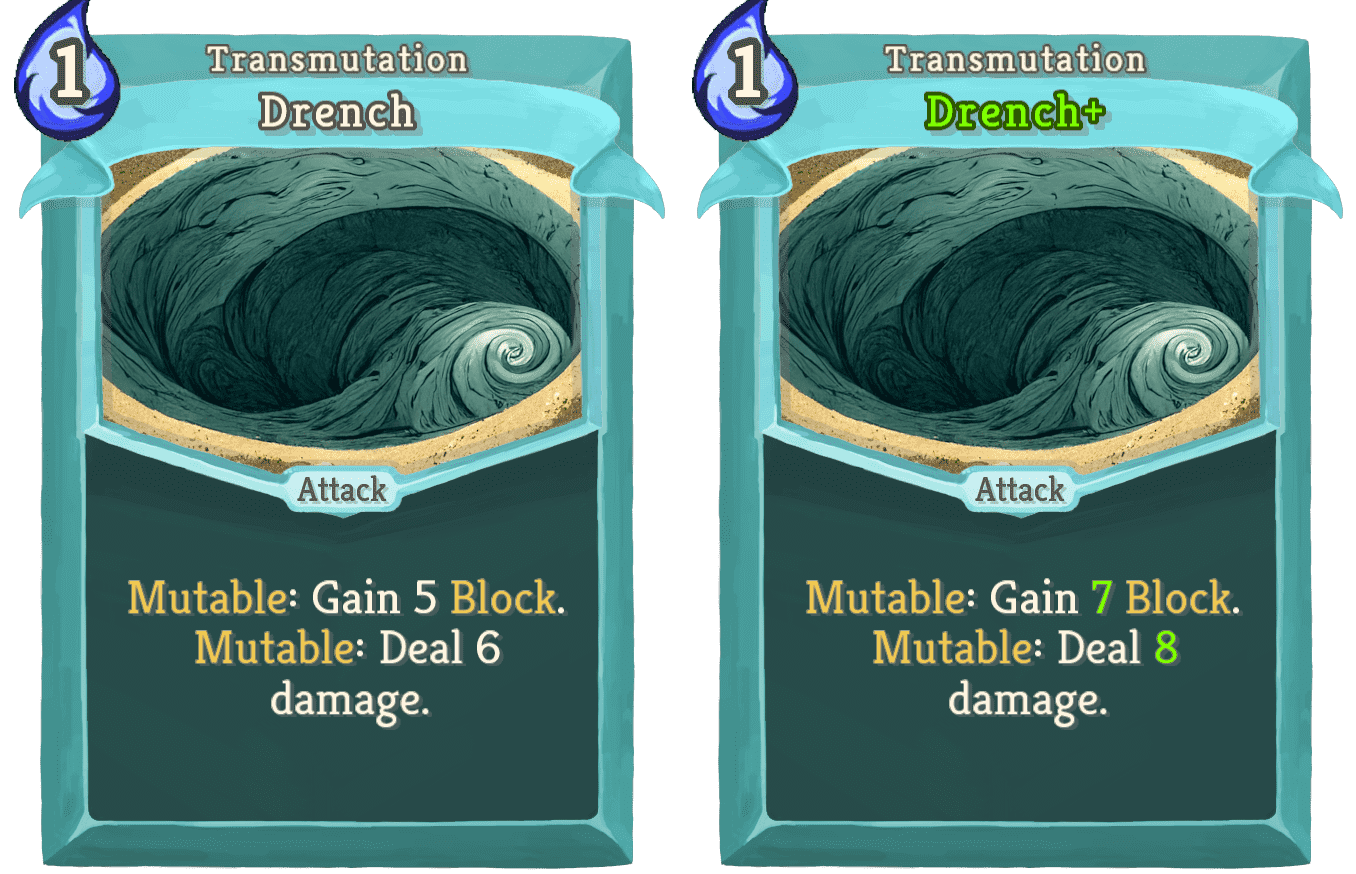 1
Transmutation
Drench
Attack
Mutable: Gain 5 Block.
Mutable: Deal 6
damage.
1
Transmutation
Drench+
Attack
Mutable: Gain 7 Block.
Mutable: Deal 8
damage.